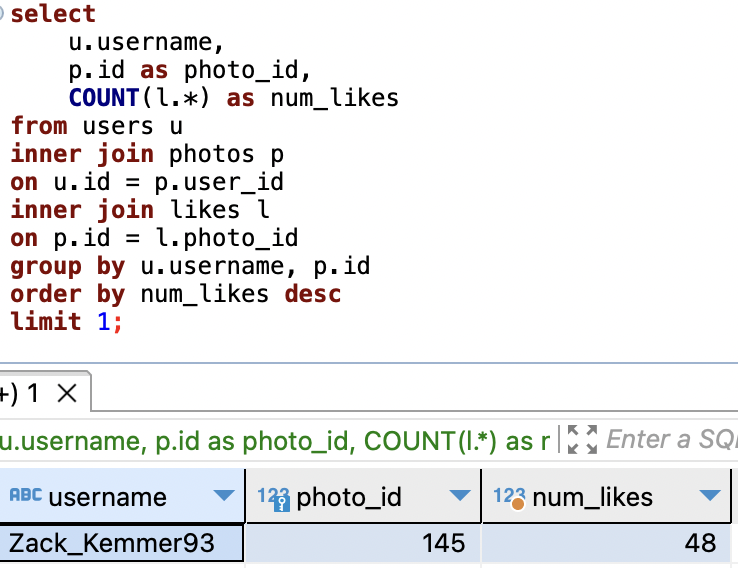 select
u.username,
p.id as photo_id,
COUNT(l.*) as num_likes
from users u
inner join photos p
on u.id = p.user_id
inner join likes l
on p.id = l.photo_id
group by u.username, p.id
order by num_likes desc
limit 1;
+) 1
u.username, p.id as photo_id, COUNT(l.*) as r Enter a SQ
ABC username 123 photo_id 123 num_likes
Zack_Kemmer93 145 48